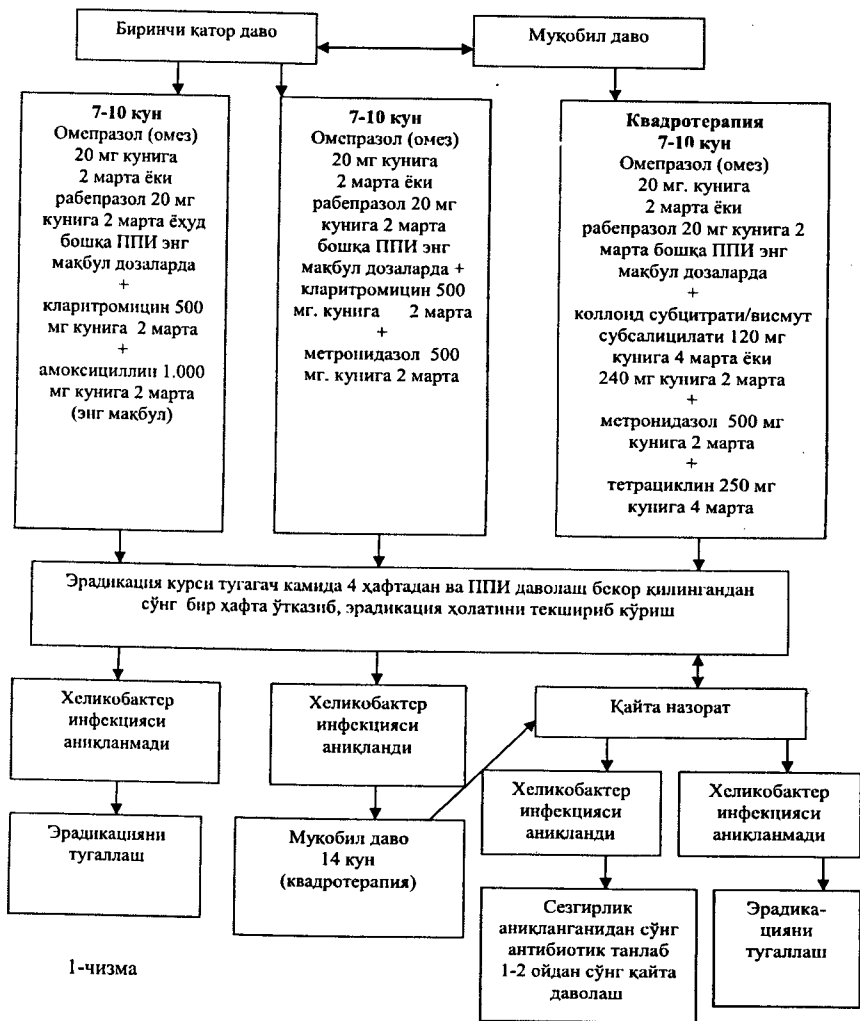 Биринчи қатор даво
Муқобил даво
7-10 кун
Омепразол (омез)
20 мг кунига
2 марта ёки
рабепразол 20 мг
кунига 2 марта ёҳуд
бошқа ППИ энг
мақбул дозаларда
+
кларитромицин 500
мг кунига 2 марта
+
амоксициллин 1.000
мг кунига 2 марта
(энг мақбул)
7-10 кун
Омепразол (омез)
20 мг кунига
2 марта ёки
рабепразол 20 мг
кунига 2 марта
бошқа ППИ энг
мақбул дозаларда +
кларитромицин 500
мг. кунига 2 марта
+
метронидазол 500
мг. кунига 2 марта
Квадротерапия
7-10 кун
Омепразол (омез)
20 мг. кунига
2 марта ёки
рабепразол 20 мг кунига 2
марта бошқа ППИ энг
мақбул дозаларда
+
коллоид субцитрати/висмут
субсалицилати 120 мг
кунига 4 марта ёки
240 мг кунига 2 марта
+
метронидазол 500 мг
кунига 2 марта
+
тетрациклин 250 мг
кунига 4 марта
Эрадикация курси тугагач камида 4 ҳафтадан ва ППИ даволаш бекор қилингандан
сўнг бир ҳафта ўтказиб, эрадикация ҳолатини текшириб кўриш
Хеликобактер
инфекцияси
аниқланмади
Хеликобактер
инфекцияси
аниқланди
Қайта назорат
Хеликобактер
инфекцияси
аниқланди
Хеликобактер
инфекцияси
аниқланмади
Эрадикацияни
тугаллаш
Муқобил даво
14 кун
(квадротерапия)
Сезгирлик
аниқланганидан сўнг
антибиотик танлаб
1-2 ойдан сўнг қайта
даволаш
Эрадика-
цияни
тугаллаш
1-чизма